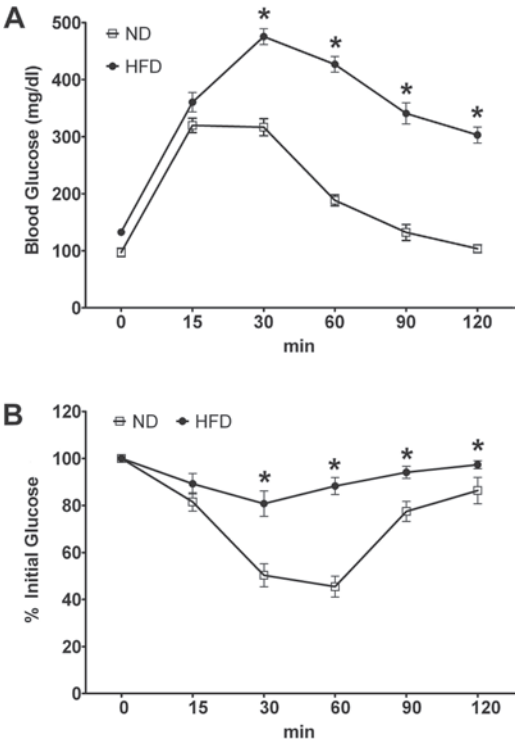 A
ND
HFD
Blood Glucose (mg/dl)
500
400
300
200
100
0
* * * *
0 15 30 60 90 120
min
B
ND HFD
% Initial Glucose
120
100
80
60
40
20
0
* * * *
0 15 30 60 90 120
min